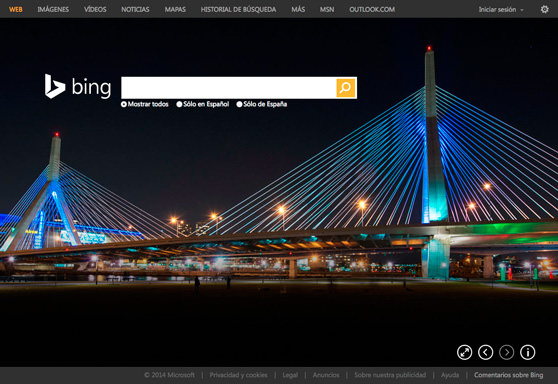 WEB IMÁGENES VÍDEOS NOTICIAS MAPAS HISTORIAL DE BÚSQUEDA MÁS MSN OUTLOOK.COM Iniciar sesión
bing
Mostrar todos Sólo en Español Sólo de España
© 2014 Microsoft | Privacidad y cookies | Legal | Anuncios | Sobre nuestra publicidad | Ayuda | Comentarios sobre Bing